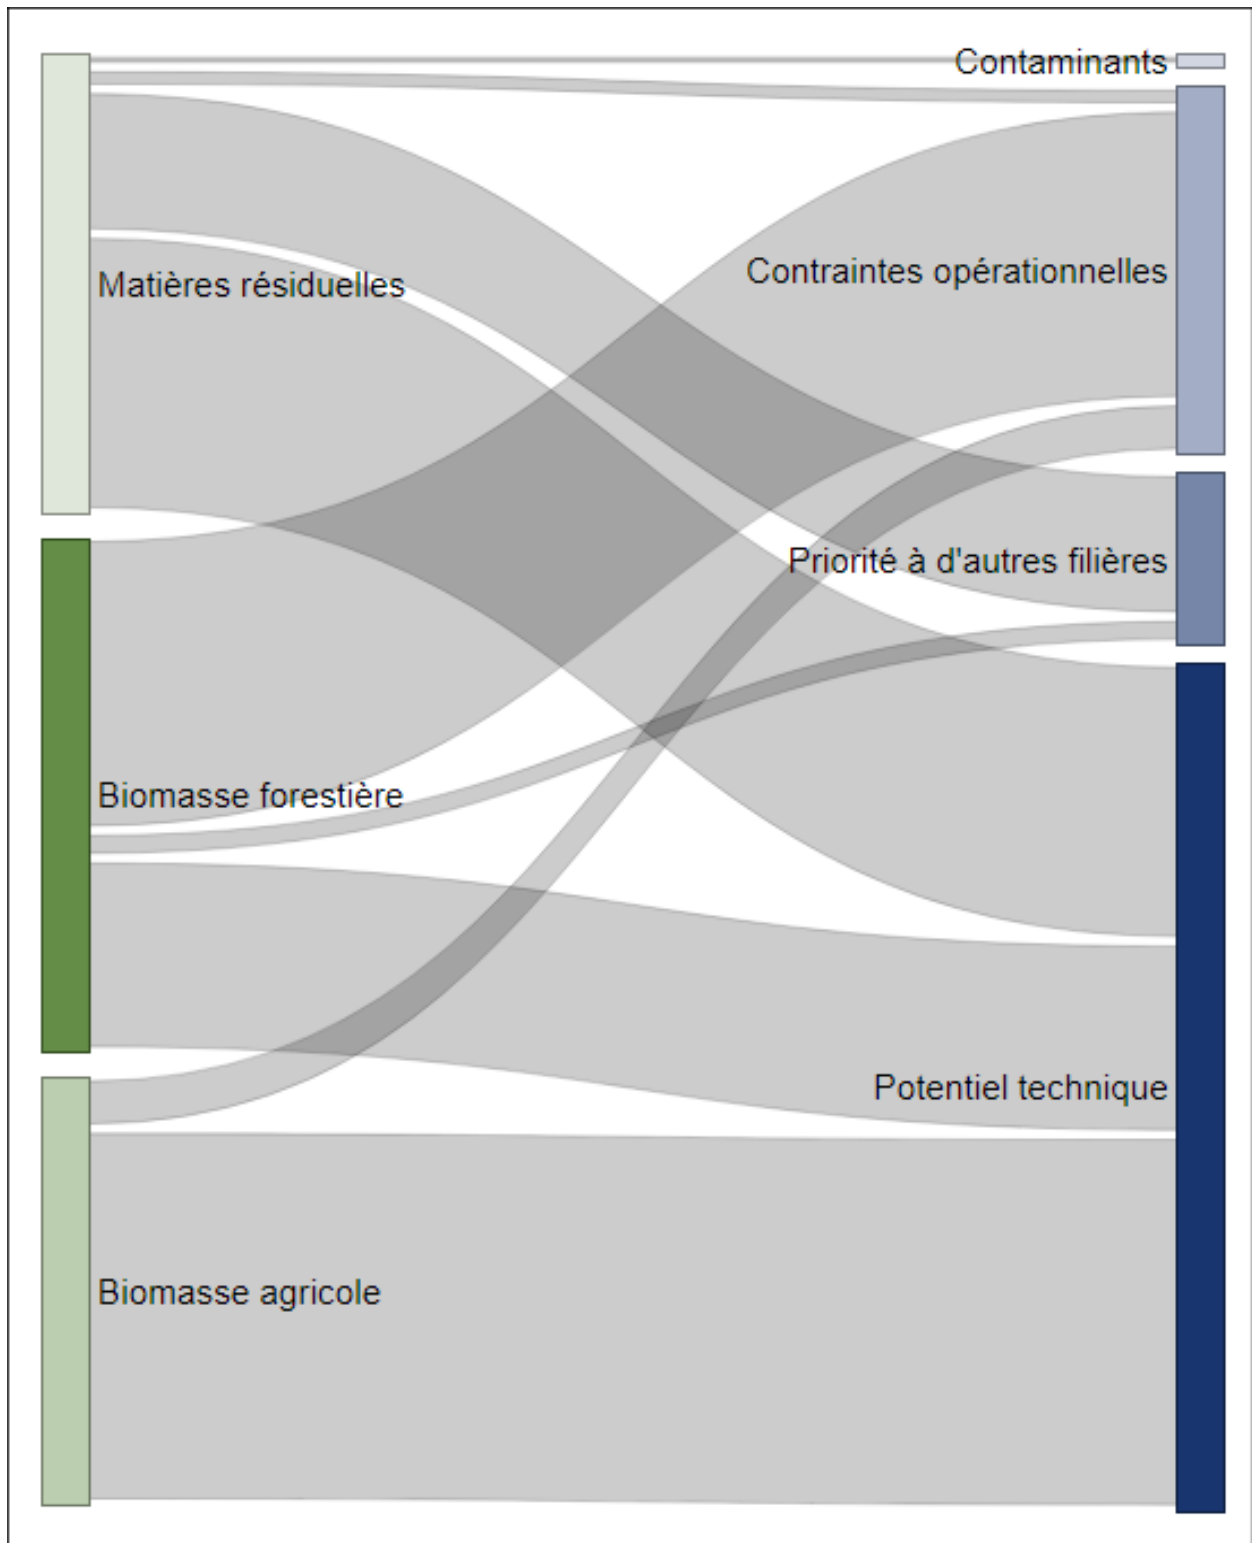 Contaminants
Matières résiduelles
Contraintes opérationnelles
Priorité à d'autres filières
Biomasse forestière
Potentiel technique
Biomasse agricole